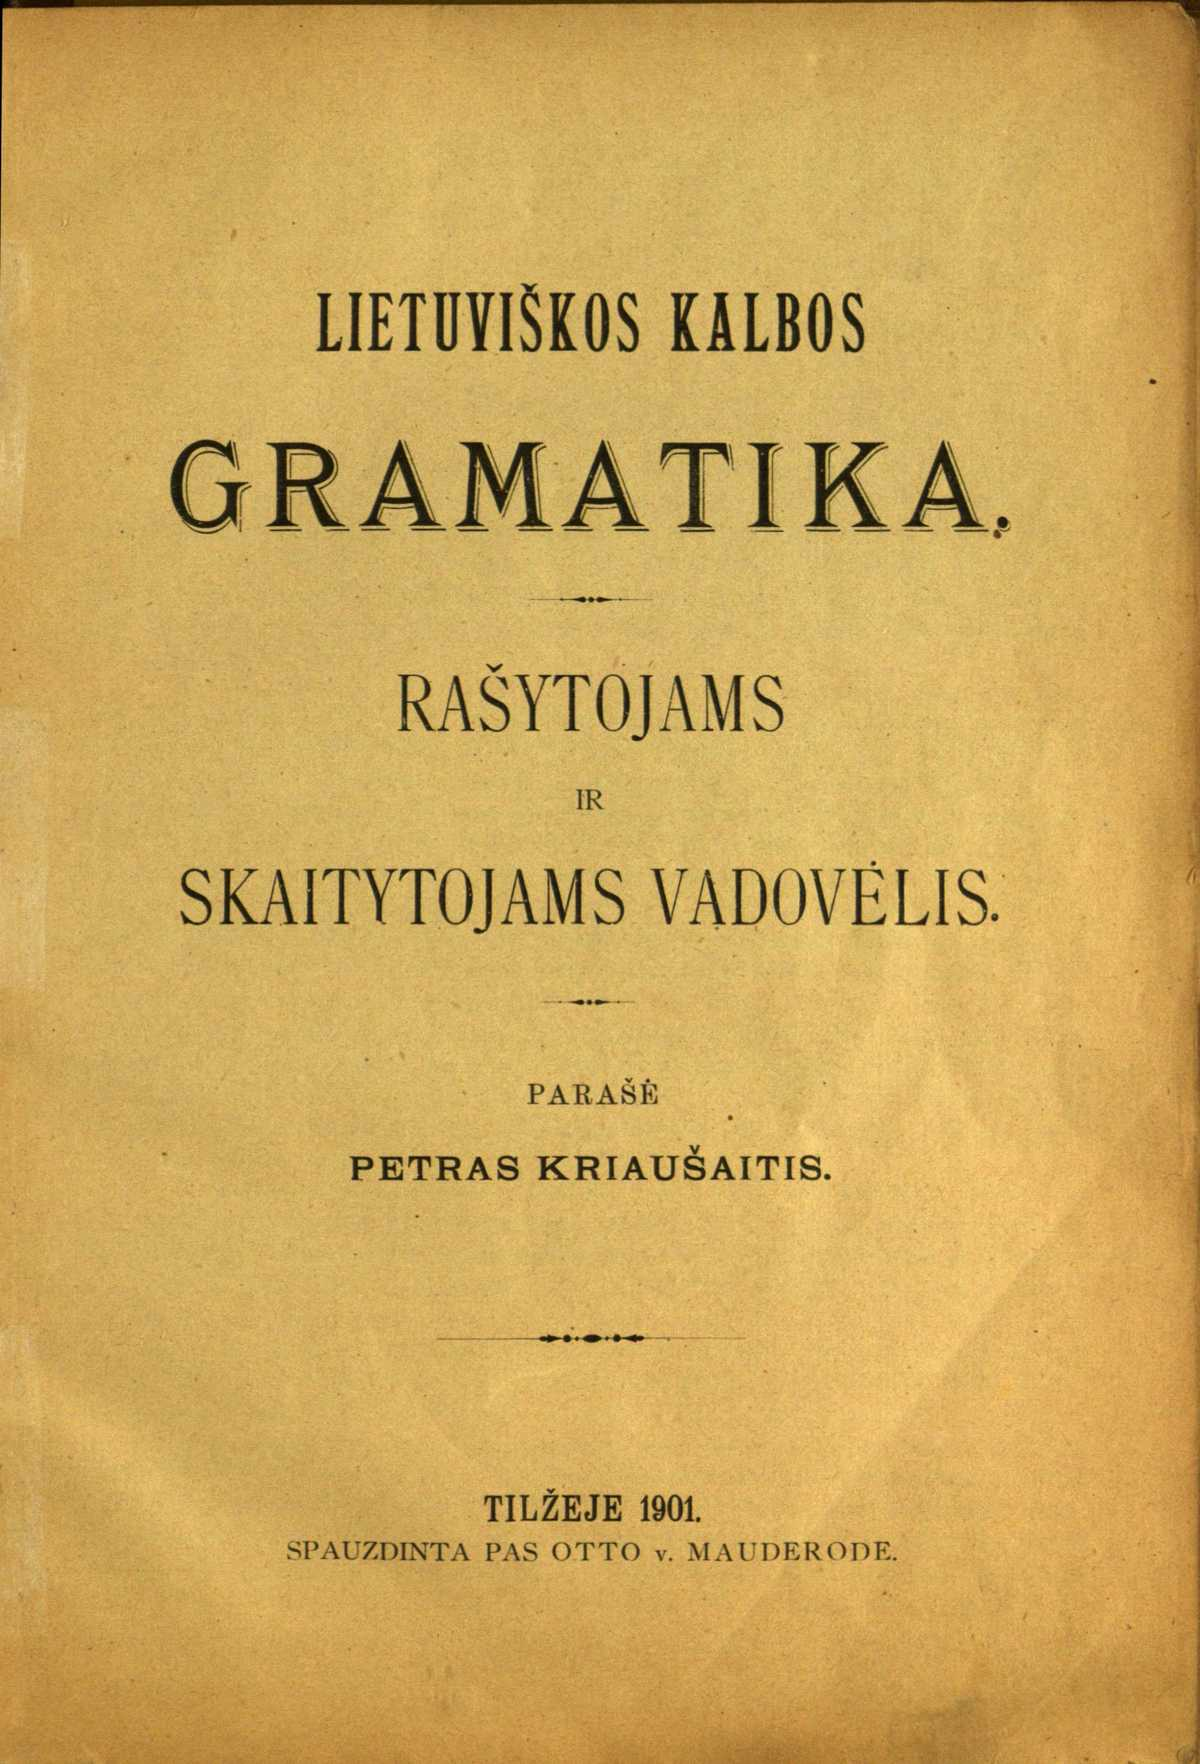 LIETUVIŠKOS KALBOS
GRAMATIKA.
RAŠYTOJAMS
IR
SKAITYTOJAMS VADOVĖLIS.
PARAŠĖ
PETRAS KRIAUŠAITIS.
TILŽEJE 1901.
SPAUZDINTA PAS OTTO v. MAUDERODE.